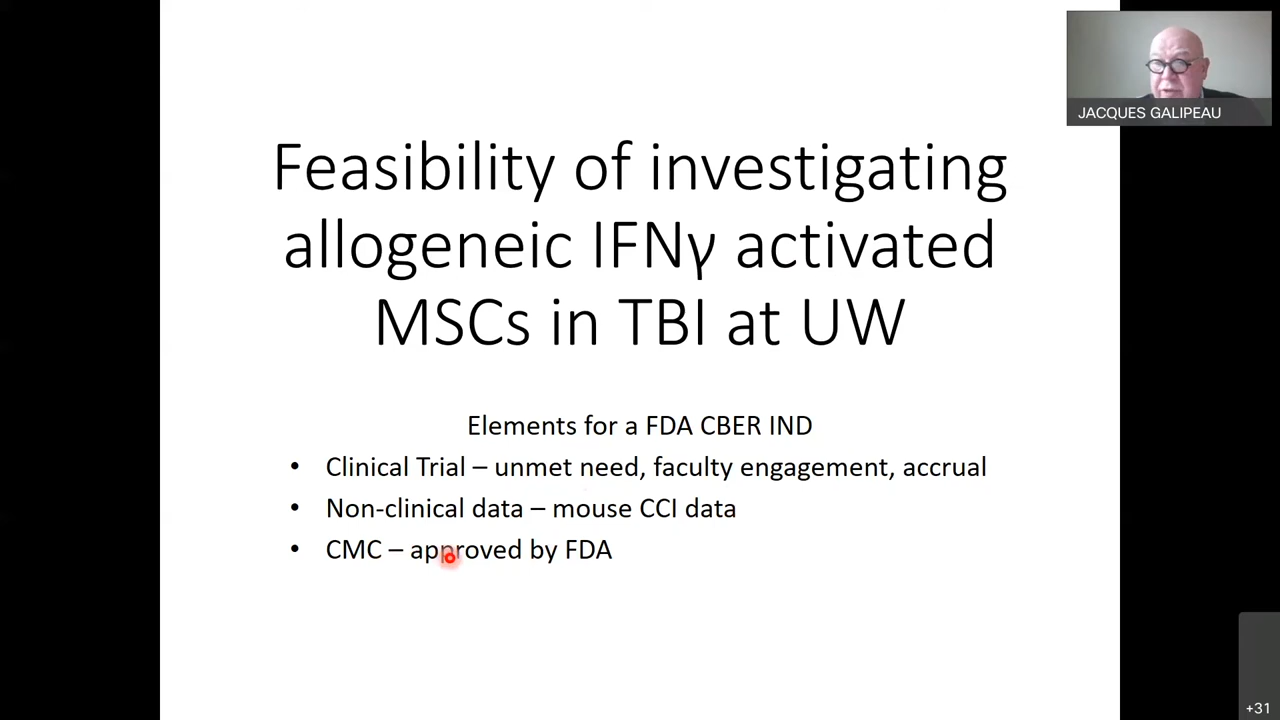 JACQUES GALIPEAU
Feasibility of investigating
allogeneic IFNγ activated
MSCs in TBI at UW
Elements for a FDA CBER IND
• Clinical Trial – unmet need, faculty engagement, accrual
• Non-clinical data – mouse CCI data
• CMC – approved by FDA
+31